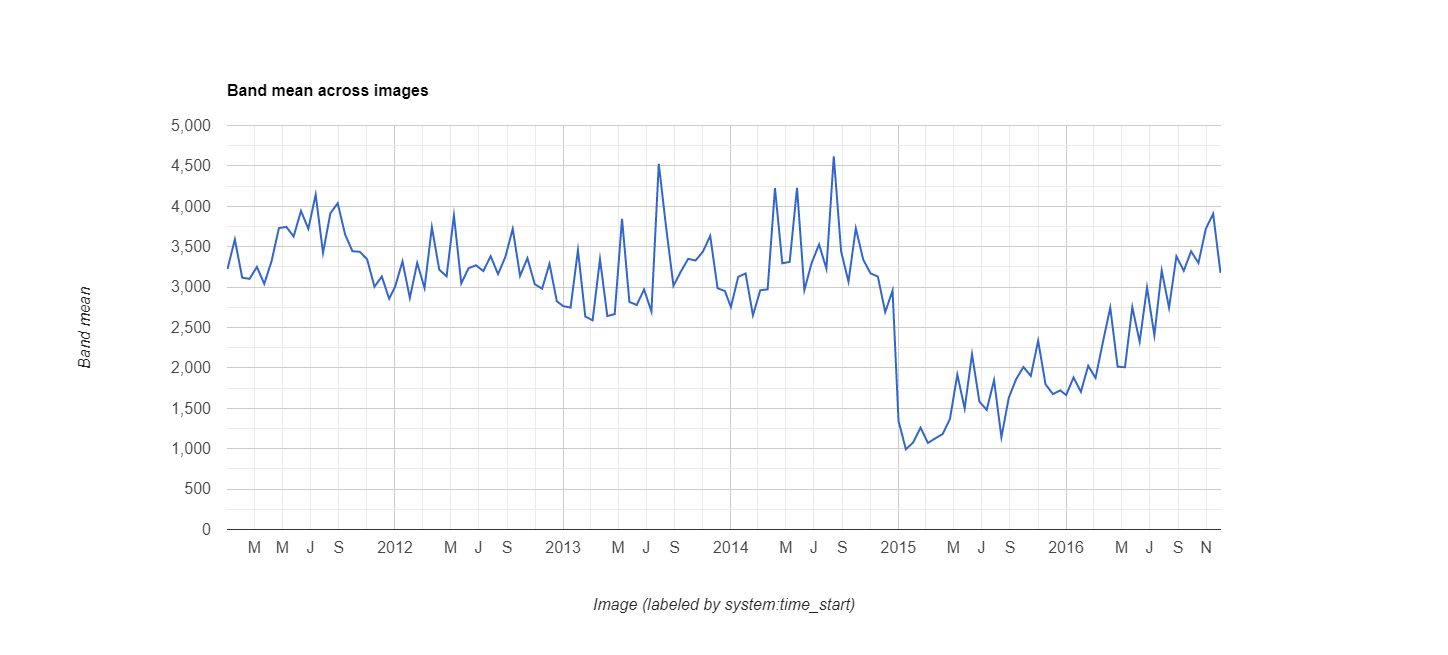 Band mean across images
5,000
4,500
4,000
3,500
3,000
2,500
2,000
1,500
1,000
500
0
Band mean
M M J S 2012 M J S 2013 M J S 2014 M J S 2015 M J S 2016 M J S N
Image (labeled by system:time_start)